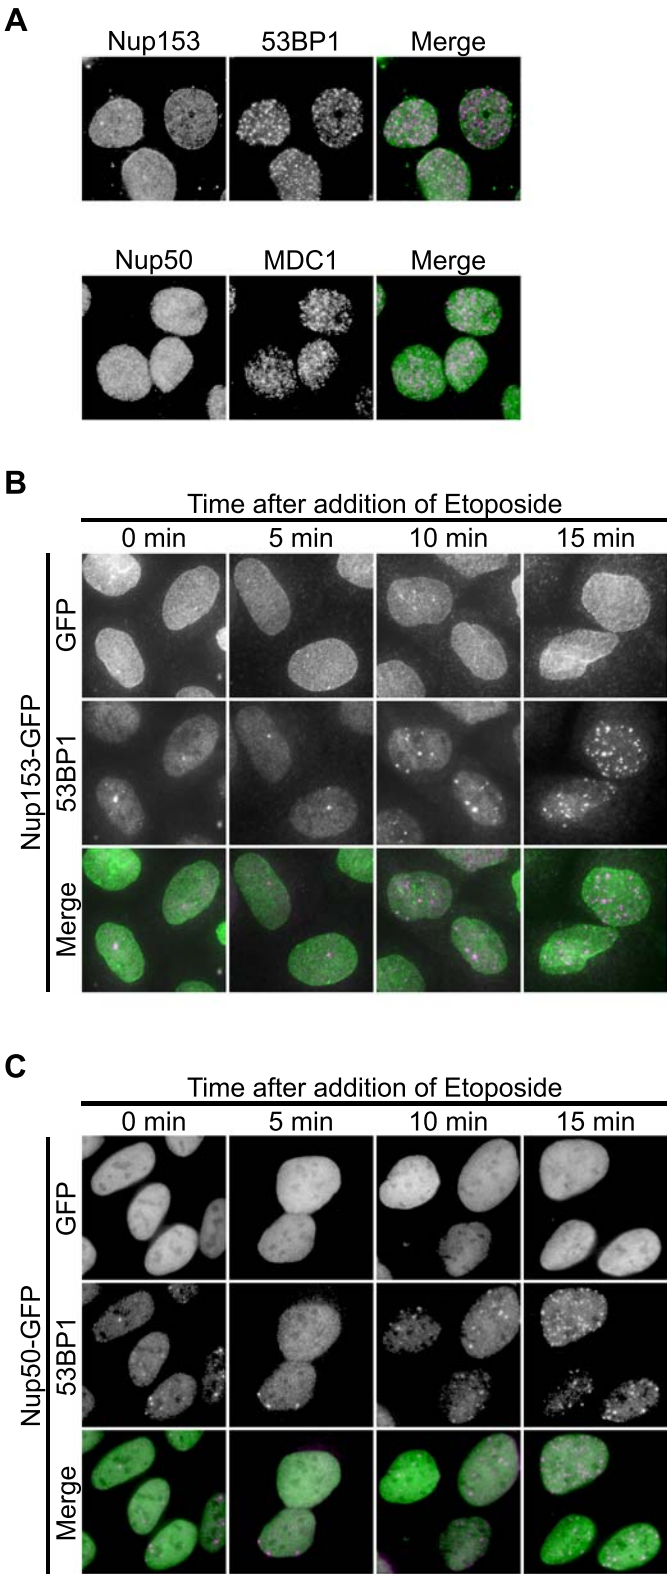 A
Nup153 53BP1 Merge
Nup50 MDC1 Merge
B
Time after addition of Etoposide
0 min 5 min 10 min 15 min
Nup153-GFP
GFP
53BP1
Merge
C
Time after addition of Etoposide
0 min 5 min 10 min 15 min
Nup50-GFP
GFP
53BP1
Merge